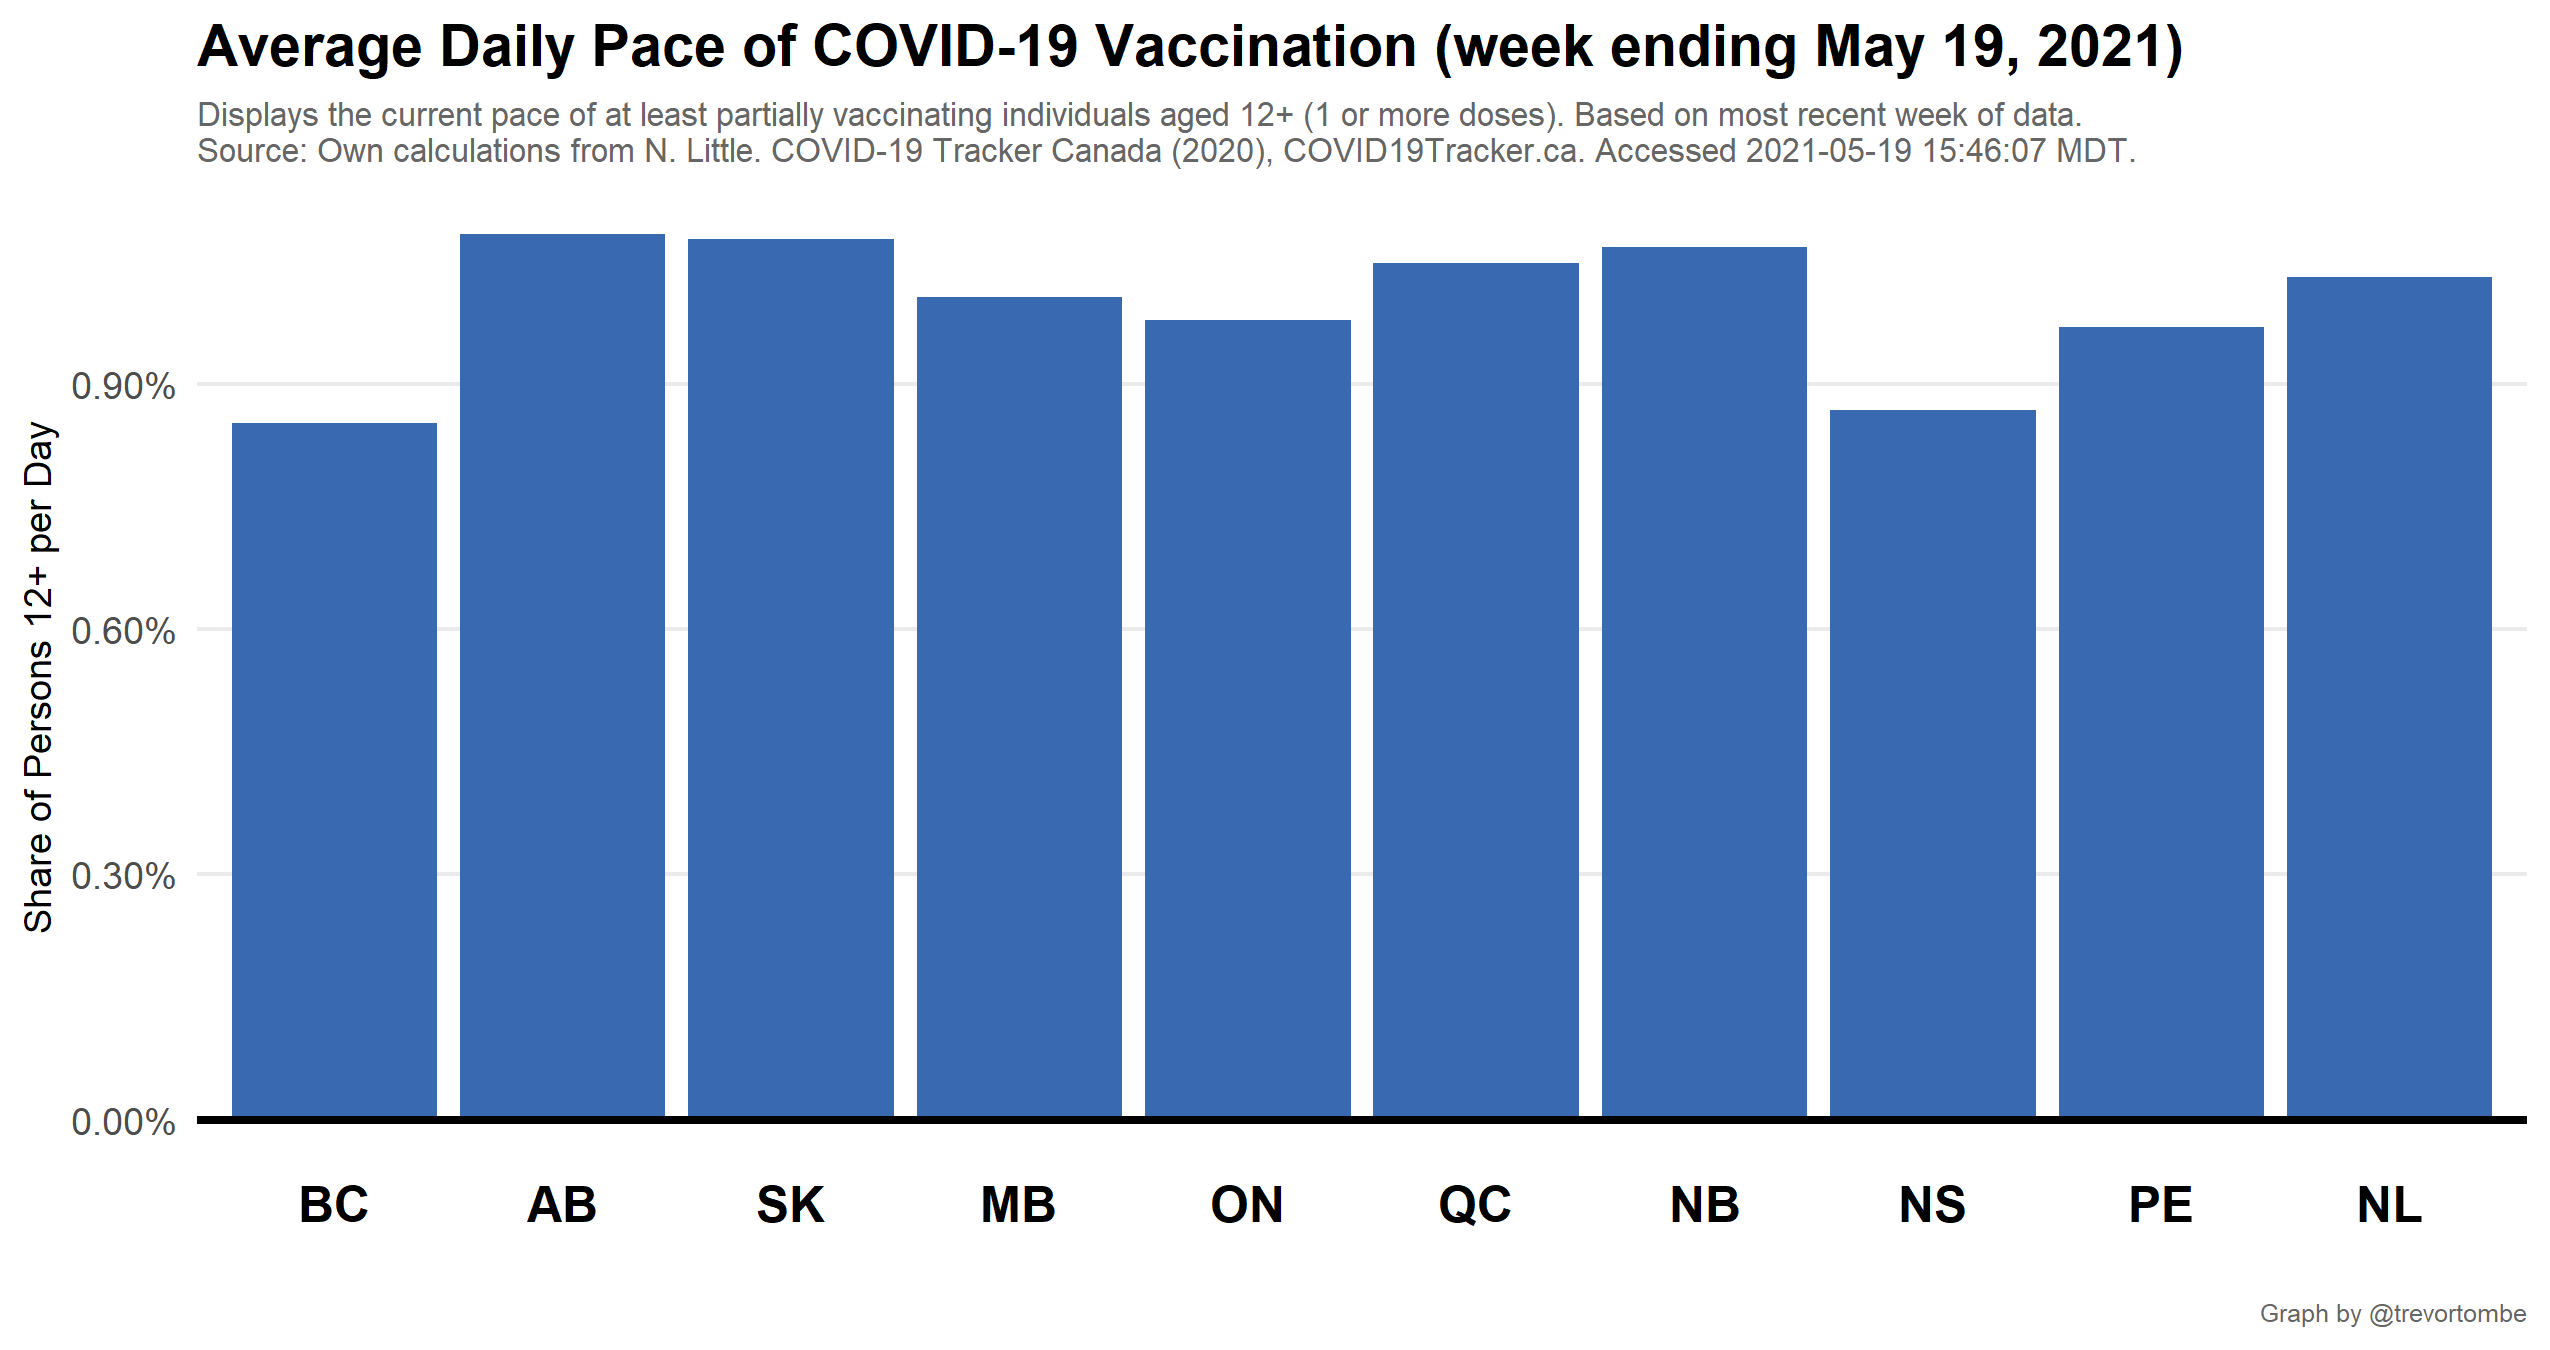 Average Daily Pace of COVID-19 Vaccination (week ending May 19, 2021)
Displays the current pace of at least partially vaccinating individuals aged 12+ (1 or more doses). Based on most recent week of data.
Source: Own calculations from N. Little. COVID-19 Tracker Canada (2020), COVID19Tracker.ca. Accessed 2021-05-19 15:46:07 MDT.
Share of Persons 12+ per Day
0.90%
0.60%
0.30%
0.00%
BC AB SK MB ON QC NB NS PE NL
Graph by @trevortombe